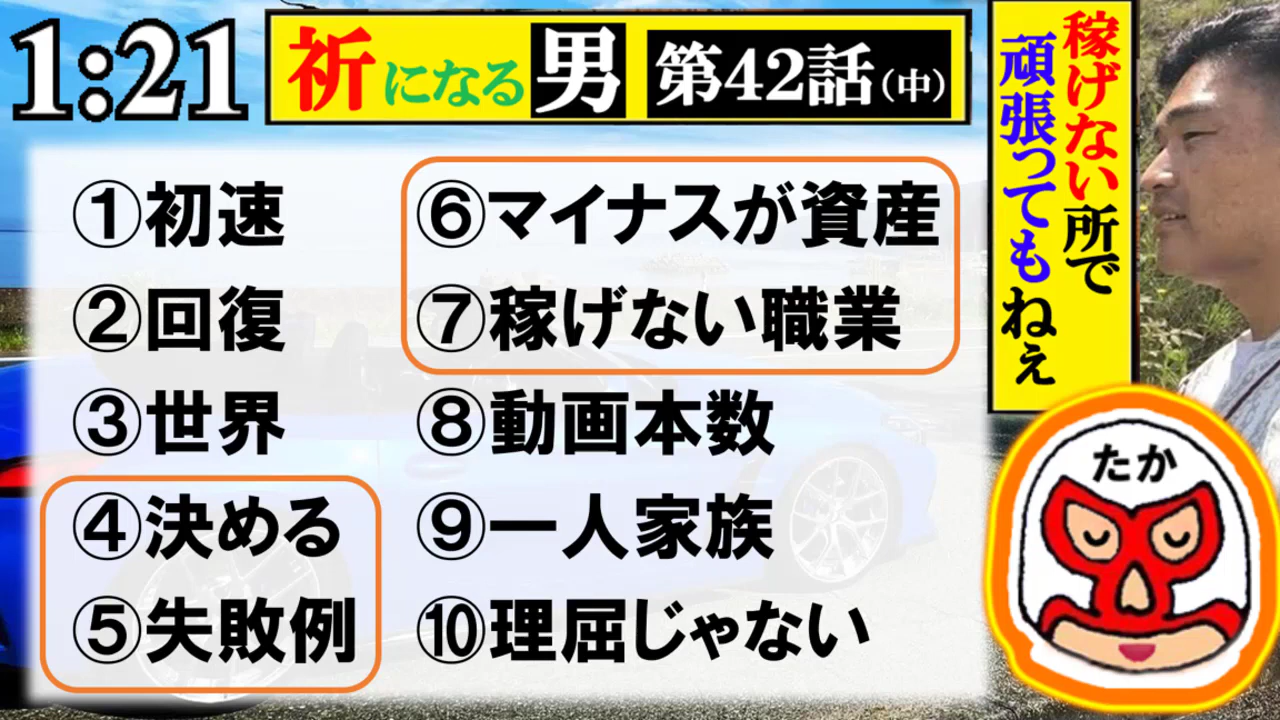 1:21
祈になる男 第42話(中)
稼げない所で
頑張ってもねぇ
①初速
②回復
③世界
④決める
⑤失敗例
⑥マイナスが資産
⑦稼げない職業
⑧動画本数
⑨一人家族
⑩理屈じゃない
たか